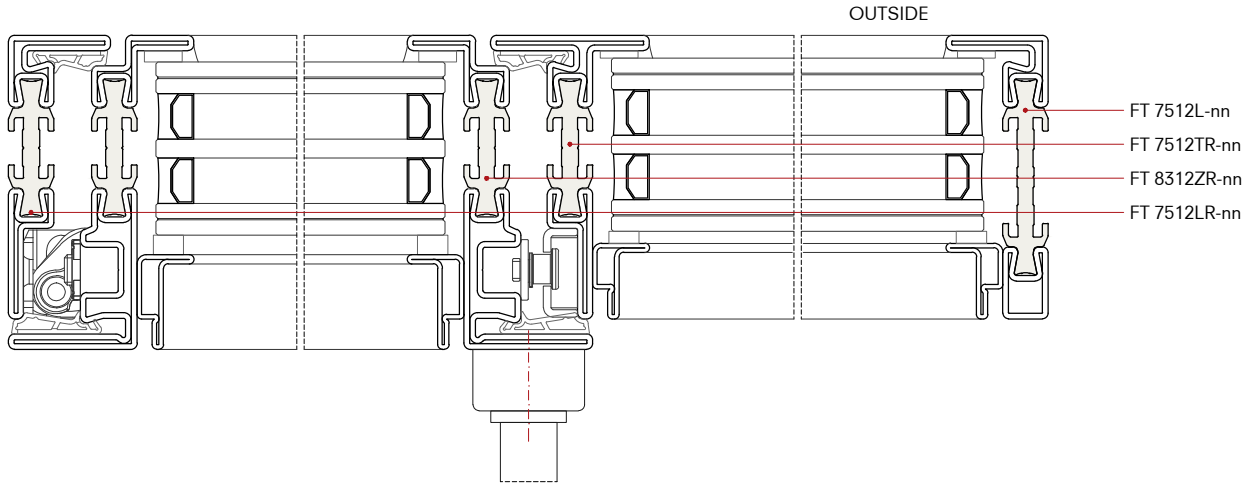 OUTSIDE
FT 7512L-nn
FT 7512TR-nn
FT 8312ZR-nn
FT 7512LR-nn